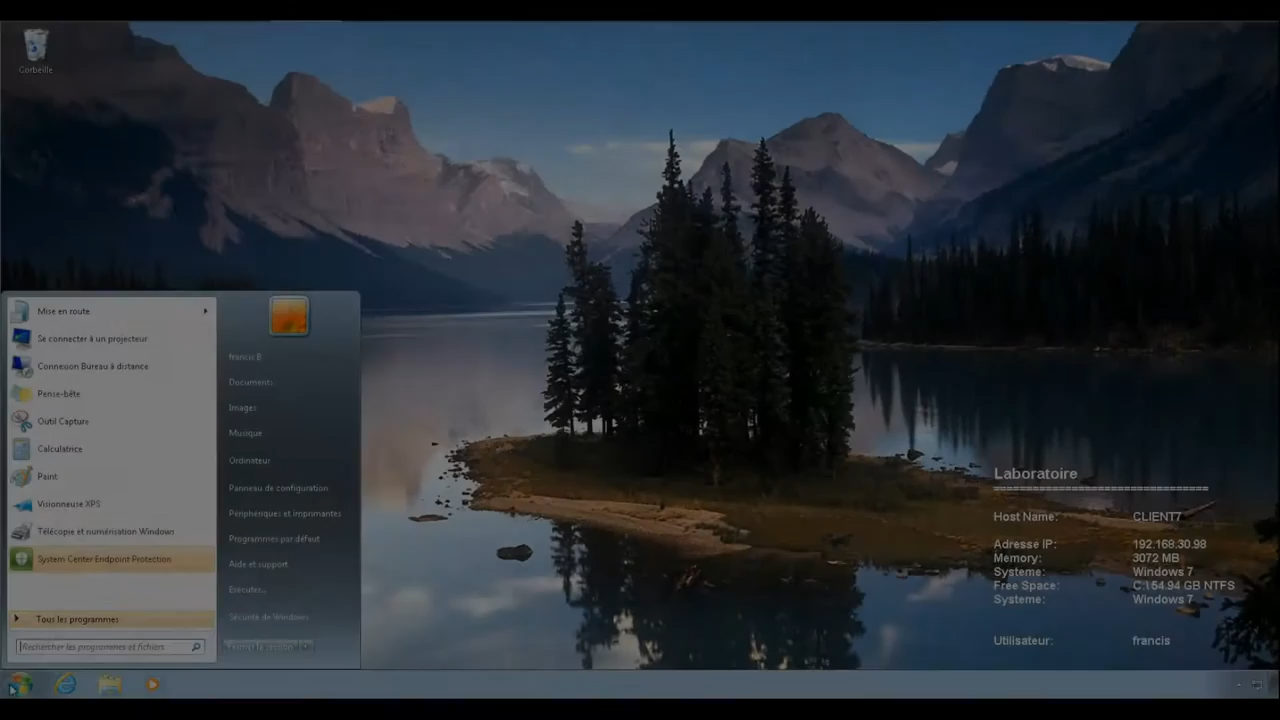 Corbeille
Mise en route
Se connecter à un projecteur
Connexion Bureau à distance
Pense-bête
Outil Capture
Calculatrice
Paint
Visionneuse XPS
Télécopie et numérisation Windows
System Center Endpoint Protection
Tous les programmes
Rechercher les programmes et fichiers
francis B
Documents
Images
Musique
Ordinateur
Panneau de configuration
Périphériques et imprimantes
Programmes par défaut
Aide et support
Exécuter...
Sécurité de Windows
Fermer la session
Laboratoire
===============================
Host Name: CLIENT7
Adresse IP: 192.168.30.98
Memory: 3072 MB
Systeme: Windows 7
Free Space: C:\ 54.94 GB NTFS
Systeme: Windows 7
Utilisateur: francis